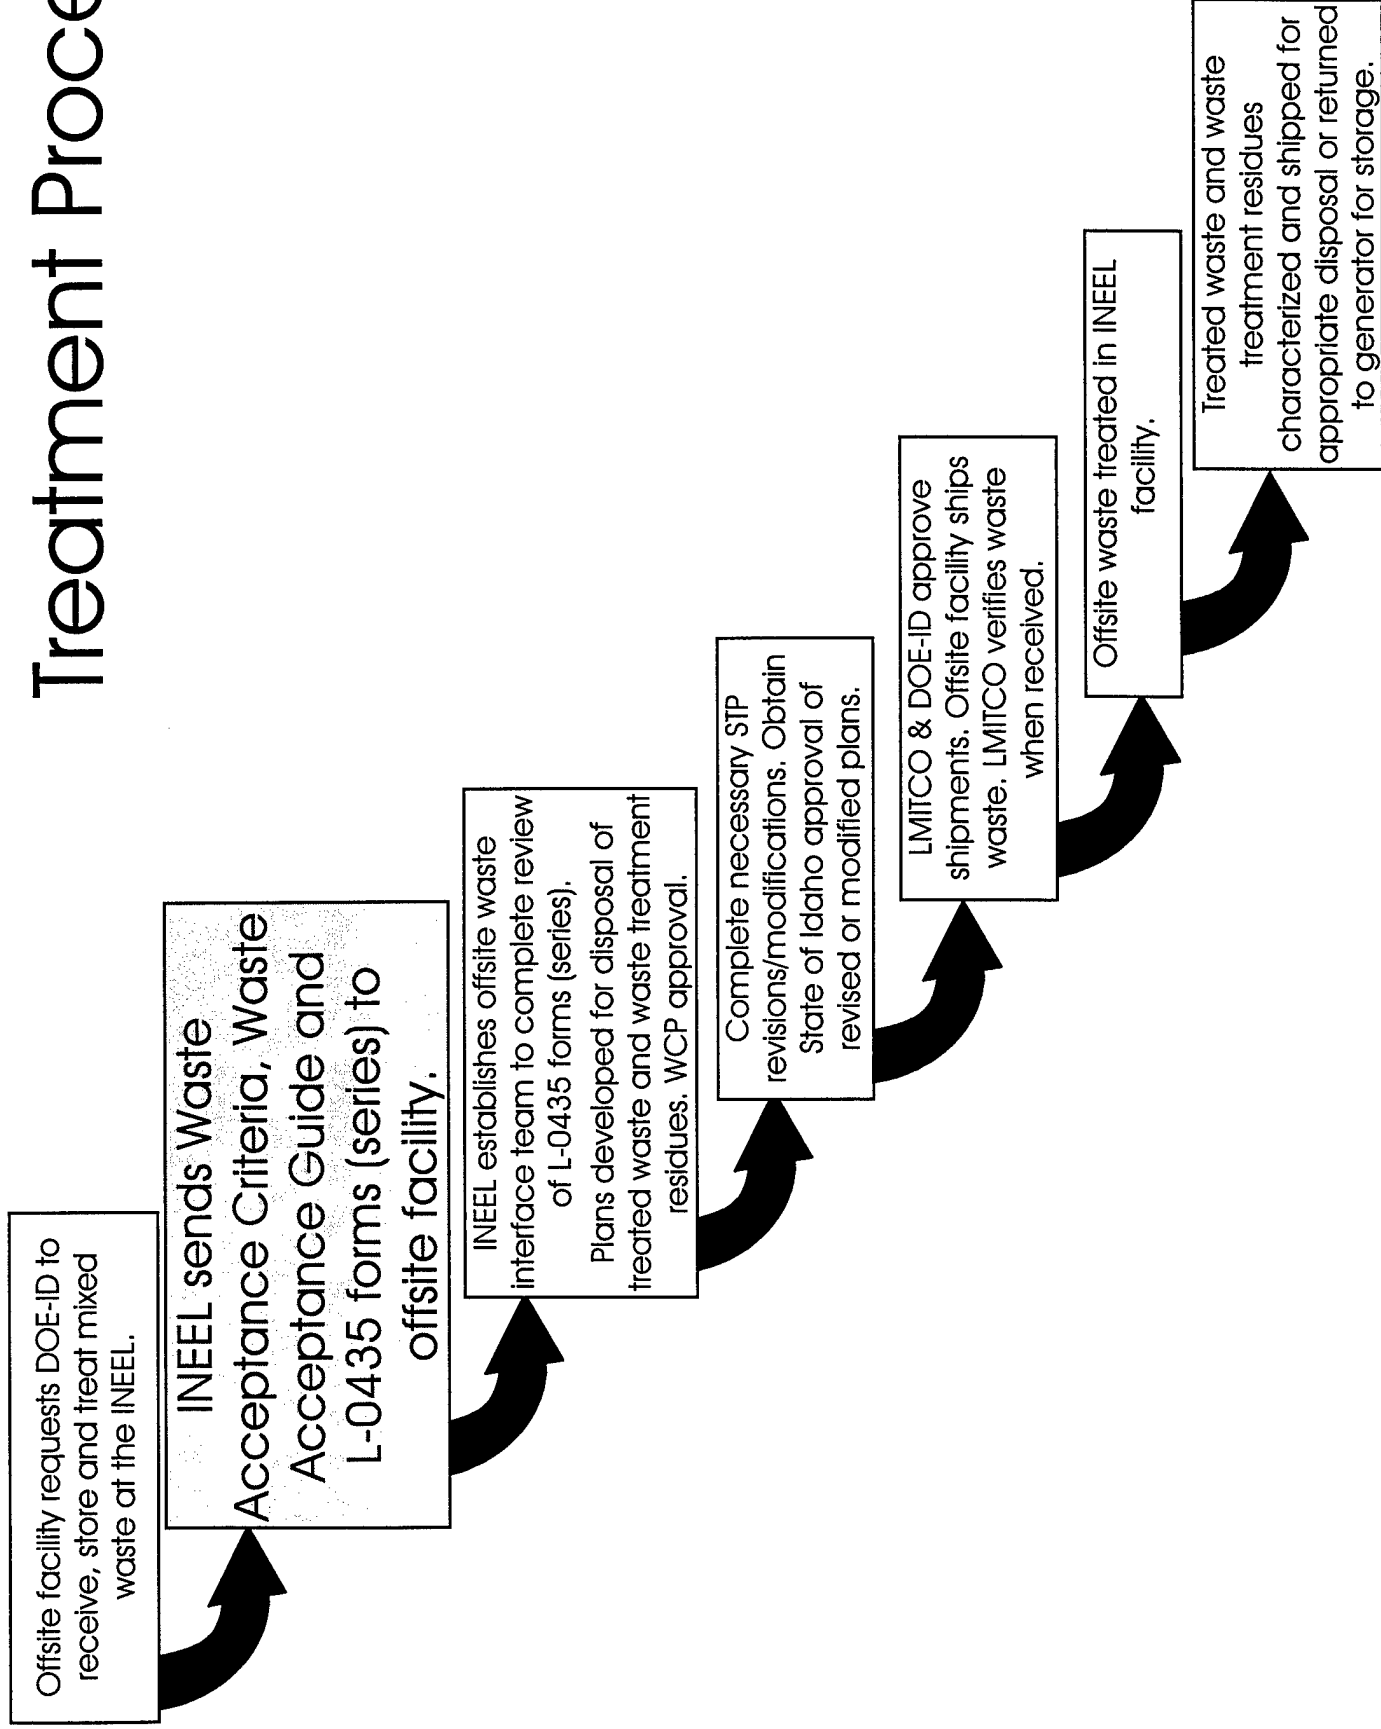 Treatment Proce
Offsite facility requests DOE-ID to
receive, store and treat mixed
waste at the INEEL.
INEEL sends Waste
Acceptance Criteria, Waste
Acceptance Guide and
L-0435 forms (series) to
offsite facility.
INEEL establishes offsite waste
interface team to complete review
of L-0435 forms (series).
Plans developed for disposal of
treated waste and waste treatment
residues. WCP approval.
Complete necessary STP
revisions/modifications. Obtain
State of Idaho approval of
revised or modified plans.
LMITCO & DOE-ID approve
shipments. Offsite facility ships
waste. LMITCO verifies waste
when received.
Offsite waste treated in INEEL
facility.
Treated waste and waste
treatment residues
characterized and shipped for
appropriate disposal or returned
to generator for storage.